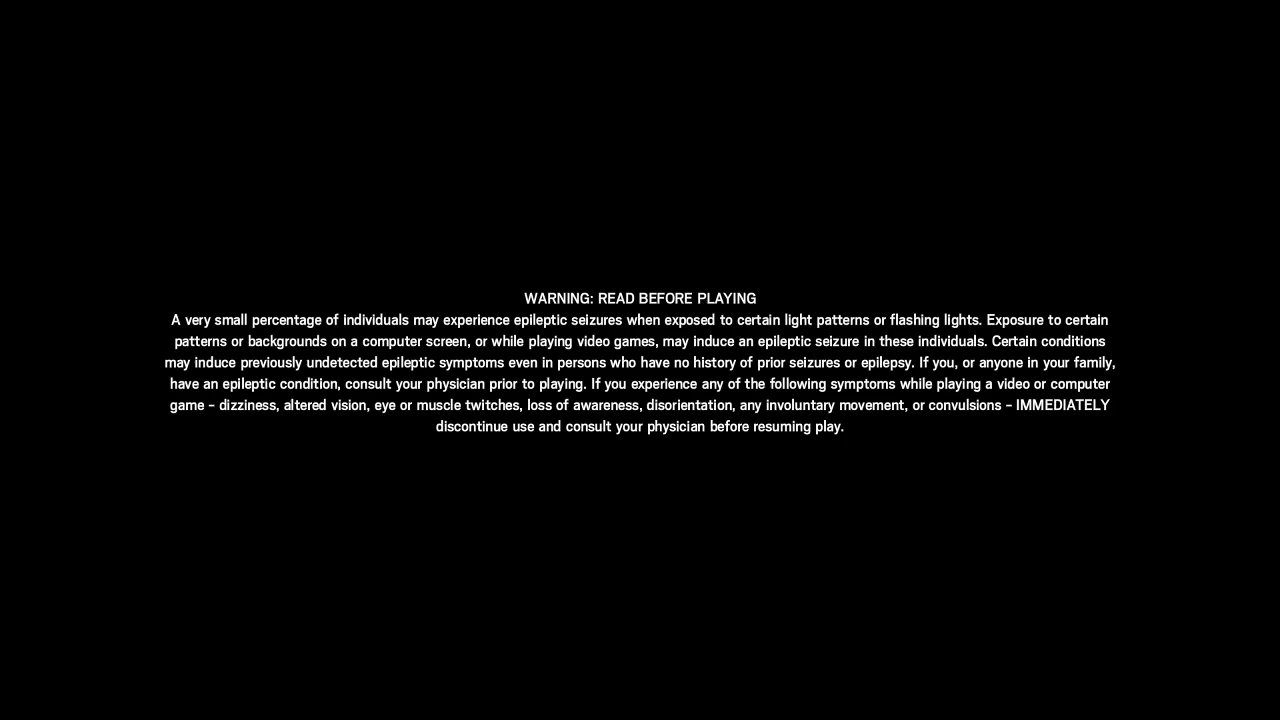 WARNING: READ BEFORE PLAYING
A very small percentage of individuals may experience epileptic seizures when exposed to certain light patterns or flashing lights. Exposure to certain
patterns or backgrounds on a computer screen, or while playing video games, may induce an epileptic seizure in these individuals. Certain conditions
may induce previously undetected epileptic symptoms even in persons who have no history of prior seizures or epilepsy. If you, or anyone in your family,
have an epileptic condition, consult your physician prior to playing. If you experience any of the following symptoms while playing a video or computer
game – dizziness, altered vision, eye or muscle twitches, loss of awareness, disorientation, any involuntary movement, or convulsions – IMMEDIATELY
discontinue use and consult your physician before resuming play.